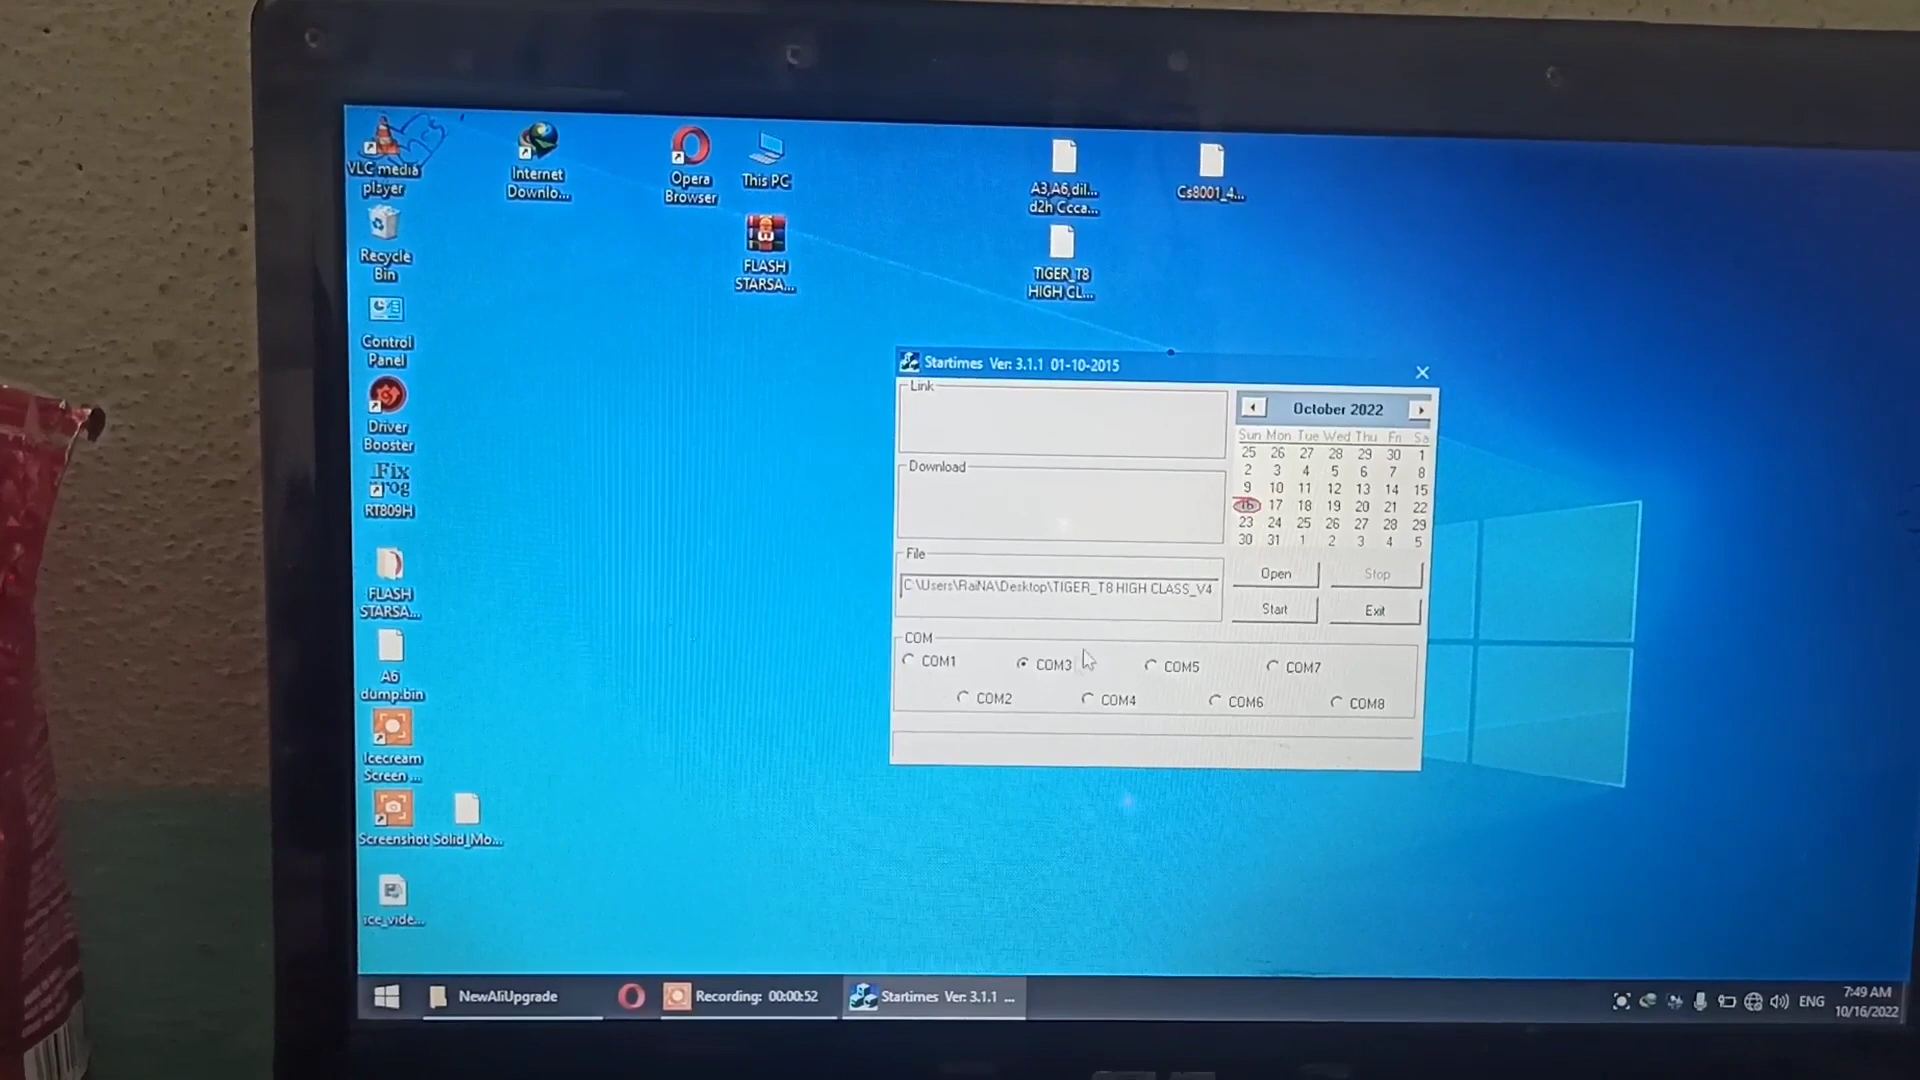 VLC media
player
Internet
Downlo...
Opera
Browser
This PC
A3,A6,dil...
d2h Ccca...
Cs8001_4...
Recycle
Bin
FLASH
STARSA...
TIGER_T8
HIGH CL...
Control
Panel
Driver
Booster
Fix
RT809H
FLASH
STARSA...
A6
dump.bin
Icecream
Screen ...
Screenshot
Solid_Mo...
ice_vide...
Startimes Ver: 3.1.1 01-10-2015
Link
October 2022
Sun Mon Tue Wed Thu Fri Sa
25 26 27 28 29 30 1
2 3 4 5 6 7 8
9 10 11 12 13 14 15
16 17 18 19 20 21 22
23 24 25 26 27 28 29
30 31 1 2 3 4 5
Download
File
C:\Users\RaiNA\Desktop\TIGER_T8 HIGH CLASS_V4
Open
Stop
Start
Exit
COM
COM1
COM3
COM5
COM7
COM2
COM4
COM6
COM8
NewAliUpgrade
Recording: 00:00:52
Startimes Ver: 3.1.1 ...
ENG
7:49 AM
10/16/2022